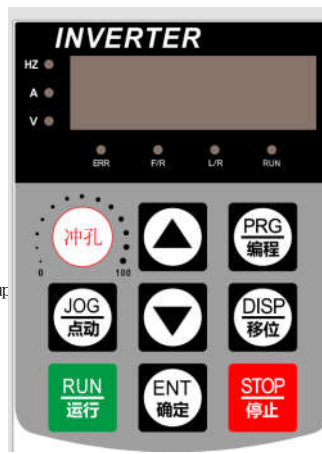 INVERTER
HZ
A
V
ERR F/R L/R RUN
冲孔
0 100
PRG
编程
JOG
点动
DISP
移位
RUN
运行
ENT
确定
STOP
停止